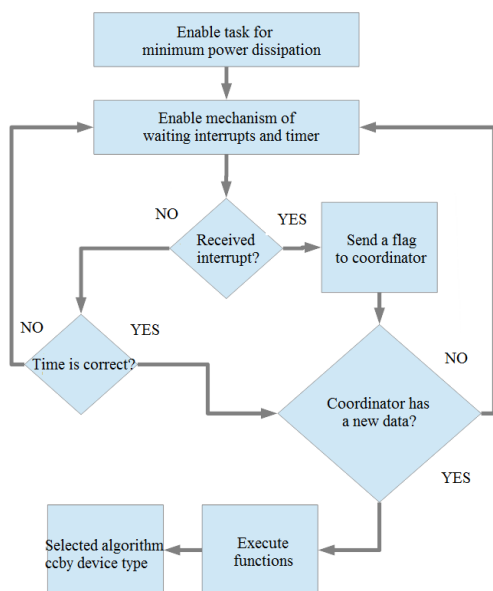 Enable task for
minimum power dissipation
Enable mechanism of
waiting interrupts and timer
NO
YES
Received
interrupt?
Send a flag
to coordinator
NO
YES
Time is correct?
NO
Coordinator has
a new data?
YES
Selected algorithm
ccby device type
Execute
functions